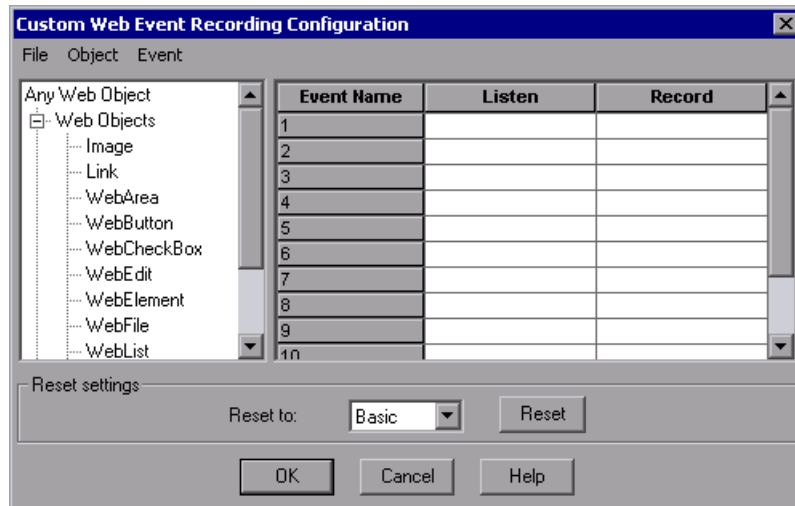 Custom Web Event Recording Configuration
File Object Event
Any Web Object
Web Objects
Image
Link
WebArea
WebButton
WebCheckBox
WebEdit
WebElement
WebFile
WebList
Event Name Listen Record
1
2
3
4
5
6
7
8
9
10
Reset settings
Reset to: Basic Reset
OK Cancel Help